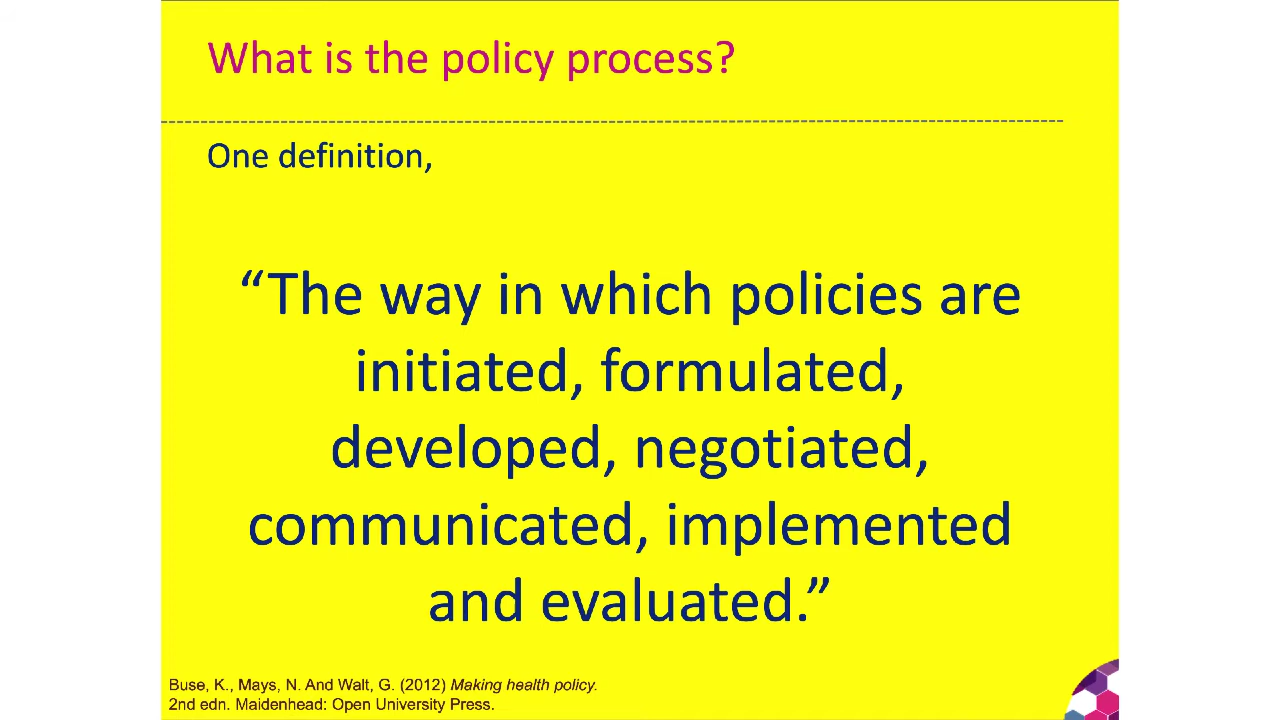 What is the policy process?
One definition,
“The way in which policies are
initiated, formulated,
developed, negotiated,
communicated, implemented
and evaluated.”
Buse, K., Mays, N. And Walt, G. (2012) Making health policy.
2nd edn. Maidenhead: Open University Press.